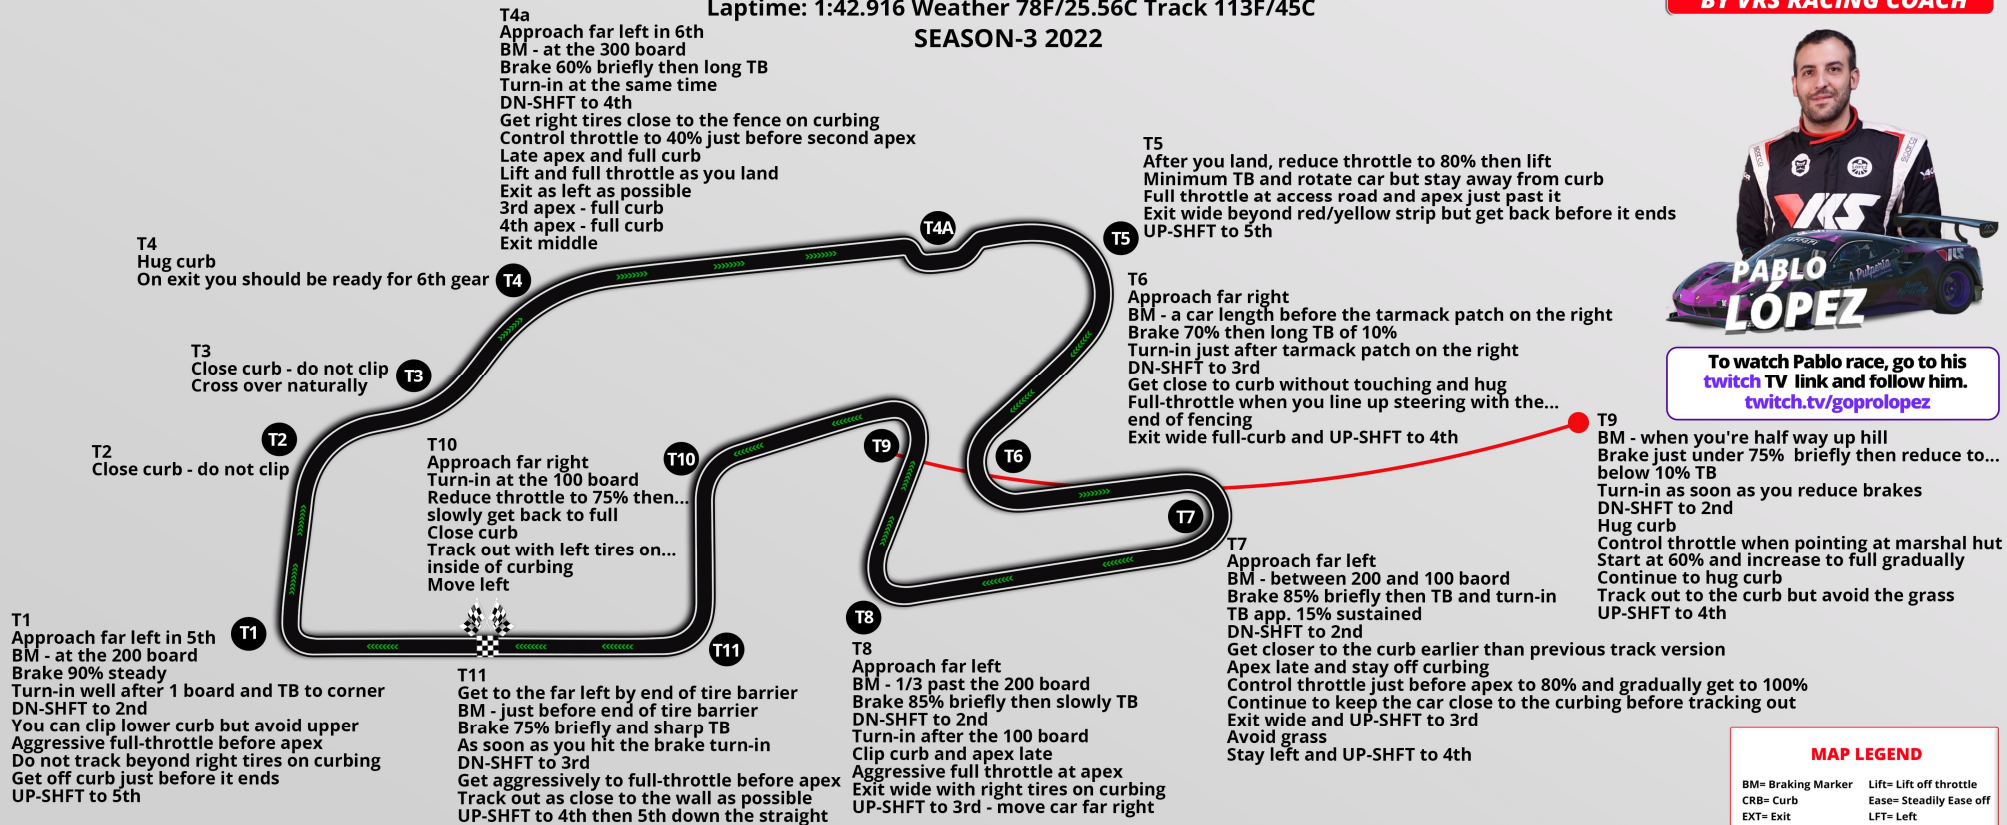 Laptime: 1:42.916 Weather 78F/25.56C Track 113F/45C
SEASON-3 2022
BY VRS RACING COACH
T4a
Approach far left in 6th
BM - at the 300 board
Brake 60% briefly then long TB
Turn-in at the same time
DN-SHFT to 4th
Get right tires close to the fence on curbing
Control throttle to 40% just before second apex
Late apex and full curb
Lift and full throttle as you land
Exit as left as possible
3rd apex - full curb
4th apex - full curb
Exit middle
T5
After you land, reduce throttle to 80% then lift
Minimum TB and rotate car but stay away from curb
Full throttle at access road and apex just past it
Exit wide beyond red/yellow strip but get back before it ends
UP-SHFT to 5th
T4
Hug curb
On exit you should be ready for 6th gear
T4
T4A
T5
T6
Approach far right
BM - a car length before the tarmack patch on the right
Brake 70% then long TB of 10%
Turn-in just after tarmack patch on the right
DN-SHFT to 3rd
Get close to curb without touching and hug
Full-throttle when you line up steering with the...
end of fencing
Exit wide full-curb and UP-SHFT to 4th
VRS
PABLO
LÓPEZ
To watch Pablo race, go to his
twitch TV link and follow him.
twitch.tv/goprolopez
T3
Close curb - do not clip
Cross over naturally
T3
T2
Close curb - do not clip
T2
T10
Approach far right
Turn-in at the 100 board
Reduce throttle to 75% then...
slowly get back to full
Close curb
Track out with left tires on...
inside of curbing
Move left
T10
T9
T6
T7
T9
BM - when you're half way up hill
Brake just under 75% briefly then reduce to...
below 10% TB
Turn-in as soon as you reduce brakes
DN-SHFT to 2nd
Hug curb
Control throttle when pointing at marshal hut
Start at 60% and increase to full gradually
Continue to hug curb
Track out to the curb but avoid the grass
UP-SHFT to 4th
T7
Approach far left
BM - between 200 and 100 baord
Brake 85% briefly then TB and turn-in
TB app. 15% sustained
DN-SHFT to 2nd
Get closer to the curb earlier than previous track version
Apex late and stay off curbing
Control throttle just before apex to 80% and gradually get to 100%
Continue to keep the car close to the curbing before tracking out
Exit wide and UP-SHFT to 3rd
Avoid grass
Stay left and UP-SHFT to 4th
T1
Approach far left in 5th
BM - at the 200 board
Brake 90% steady
Turn-in well after 1 board and TB to corner
DN-SHFT to 2nd
You can clip lower curb but avoid upper
Aggressive full-throttle before apex
Do not track beyond right tires on curbing
Get off curb just before it ends
UP-SHFT to 5th
T1
T11
T8
T11
Get to the far left by end of tire barrier
BM - just before end of tire barrier
Brake 75% briefly and sharp TB
As soon as you hit the brake turn-in
DN-SHFT to 3rd
Get aggressively to full-throttle before apex
Track out as close to the wall as possible
UP-SHFT to 4th then 5th down the straight
T8
Approach far left
BM - 1/3 past the 200 board
Brake 85% briefly then slowly TB
DN-SHFT to 2nd
Turn-in after the 100 board
Clip curb and apex late
Aggressive full throttle at apex
Exit wide with right tires on curbing
UP-SHFT to 3rd - move car far right
MAP LEGEND
BM= Braking Marker Lift= Lift off throttle
CRB= Curb Ease= Steadily Ease off
EXT= Exit LFT= Left